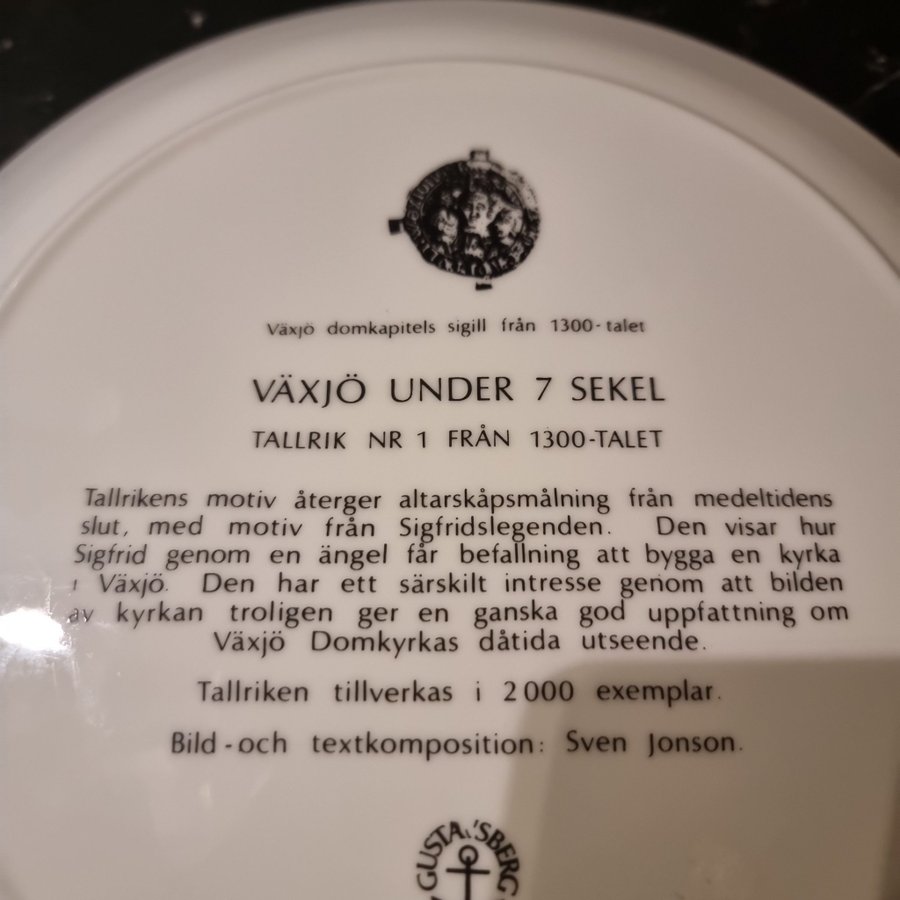 Växjö domkapitels sigill från 1300-talet
VÄXJÖ UNDER 7 SEKEL
TALLRIK NR 1 FRÅN 1300-TALET
Tallrikens motiv återger altarskåpsmålning från medeltidens
slut, med motiv från Sigfridslegenden. Den visar hur
Sigfrid genom en ängel får befallning att bygga en kyrka
i Växjö. Den har ett särskilt intresse genom att bilden
av kyrkan troligen ger en ganska god uppfattning om
Växjö Domkyrkas dåtida utseende.
Tallriken tillverkas i 2000 exemplar.
Bild-och textkomposition: Sven Jonson.
GUSTAVSBERG